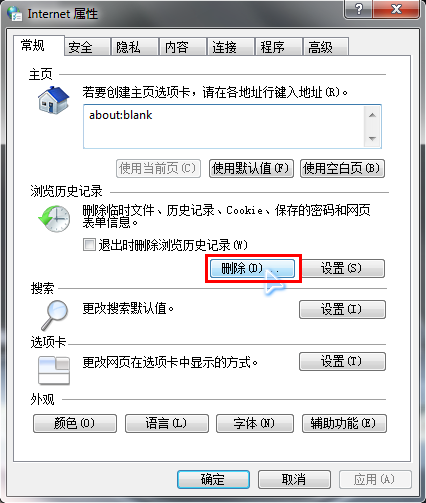 Internet 属性
常规 安全 隐私 内容 连接 程序 高级
主页
若要创建主页选项卡，请在各地址行键入地址(R)。
about:blank
使用当前页(C) 使用默认值(F) 使用空白页(B)
浏览历史记录
删除临时文件、历史记录、Cookie、保存的密码和网页
表单信息。
退出时删除浏览历史记录(W)
删除(D)... 设置(S)
搜索
更改搜索默认值。 设置(I)
选项卡
更改网页在选项卡中显示的方式。 设置(T)
外观
颜色(O) 语言(L) 字体(N) 辅助功能(E)
确定 取消 应用(A)